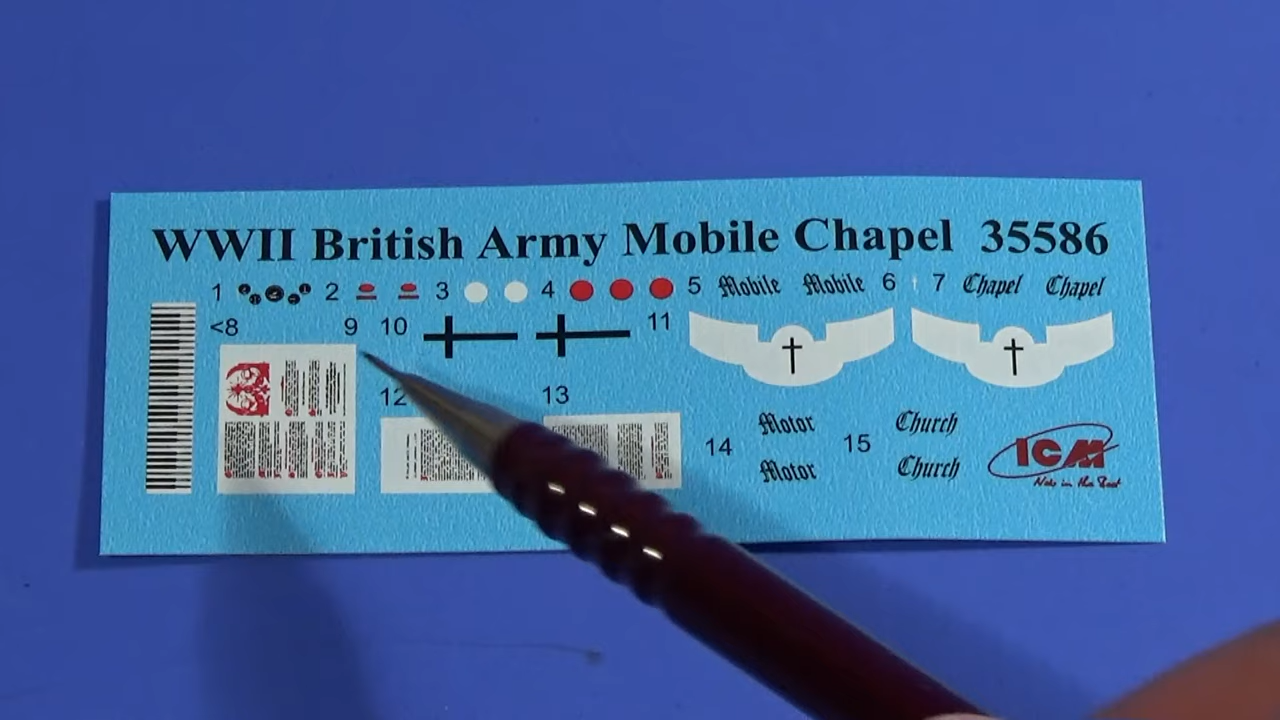 WWII British Army Mobile Chapel 35586
1 2 3 4 5 Mobile Mobile 6 7 Chapel Chapel
<8 9 10 11
12 13
14 Motor 15 Church
Motor Church
ICM